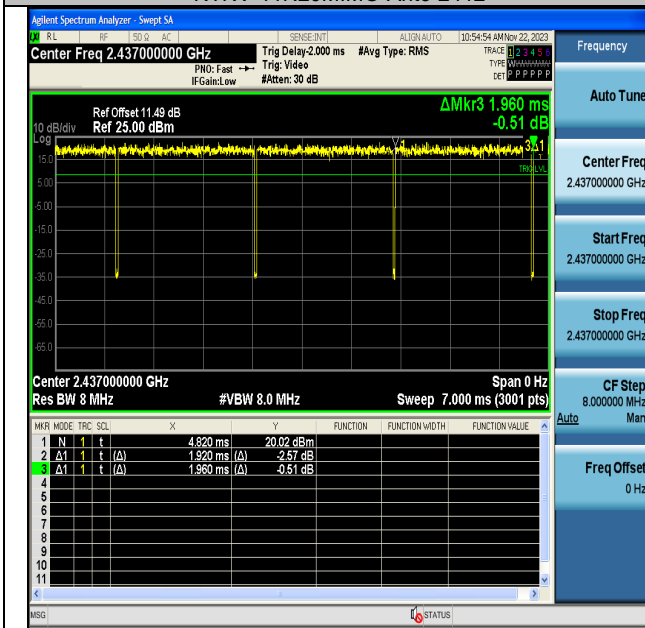 Agilent Spectrum Analyzer - Swept SA
LXI RL RF 50 Ω AC SENSE:INT ALIGN AUTO 10:54:54 AM Nov 22, 2023
Center Freq 2.437000000 GHz
PNO: Fast
IFGain:Low
Trig Delay-2.000 ms
Trig: Video
#Atten: 30 dB
#Avg Type: RMS
TRACE 1 2 3 4 5 6
TYPE
DET P P P P P P
Frequency
ΔMkr3 1.960 ms
-0.51 dB
Ref Offset 11.49 dB
10 dB/div Ref 25.00 dBm
Log
15.0
5.00
-5.00
-15.0
-25.0
-35.0
-45.0
-55.0
-65.0
3Δ1
TRIG LVL
Center 2.437000000 GHz Span 0 Hz
Res BW 8 MHz #VBW 8.0 MHz Sweep 7.000 ms (3001 pts)
MKR MODE TRC SCL X Y FUNCTION FUNCTION WIDTH FUNCTION VALUE
1 N 1 t 4.820 ms 20.02 dBm
2 Δ1 1 t (Δ) 1.920 ms (Δ) -2.57 dB
3 Δ1 1 t (Δ) 1.960 ms (Δ) -0.51 dB
4
5
6
7
8
9
10
11
Auto Tune
Center Freq
2.437000000 GHz
Start Freq
2.437000000 GHz
Stop Freq
2.437000000 GHz
CF Step
8.000000 MHz
Auto Man
Freq Offset
0 Hz
MSG STATUS